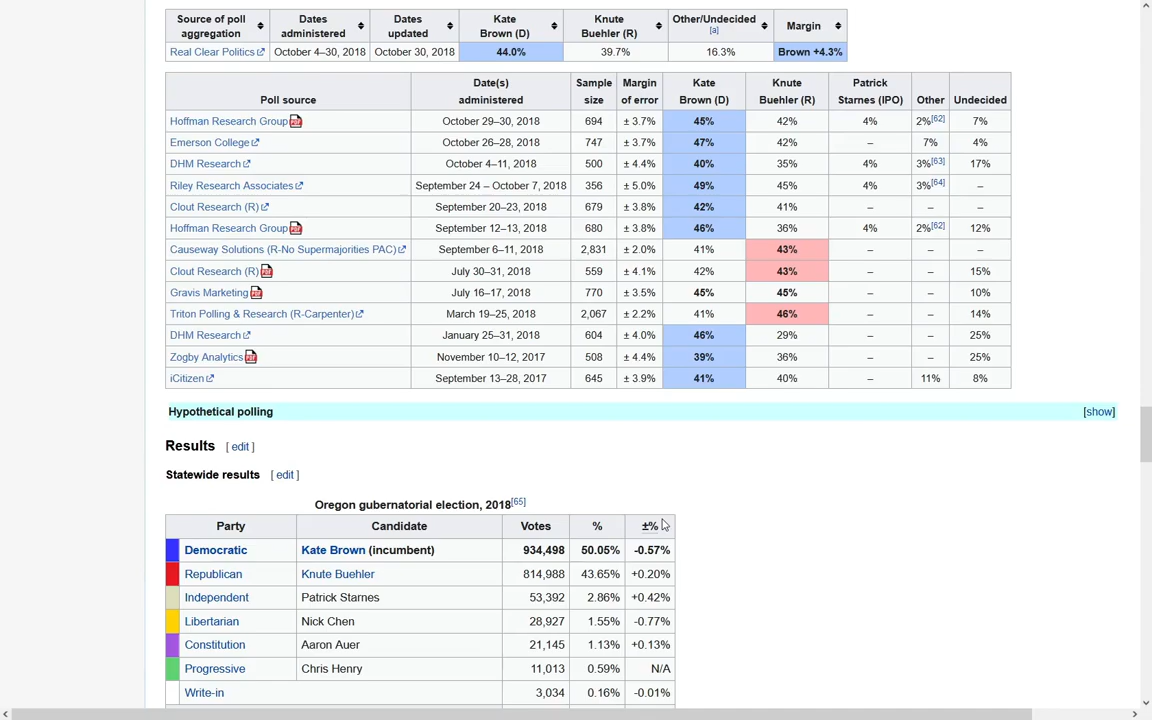 Source of poll aggregation Dates administered Dates updated Kate Brown (D) Knute Buehler (R) Other/Undecided [a] Margin
Real Clear Politics October 4–30, 2018 October 30, 2018 44.0% 39.7% 16.3% Brown +4.3%
Poll source Date(s) administered Sample size Margin of error Kate Brown (D) Knute Buehler (R) Patrick Starnes (IPO) Other Undecided
Hoffman Research Group October 29–30, 2018 694 ± 3.7% 45% 42% 4% 2%[62] 7%
Emerson College October 26–28, 2018 747 ± 3.7% 47% 42% – 7% 4%
DHM Research October 4–11, 2018 500 ± 4.4% 40% 35% 4% 3%[63] 17%
Riley Research Associates September 24 – October 7, 2018 356 ± 5.0% 49% 45% 4% 3%[64] –
Clout Research (R) September 20–23, 2018 679 ± 3.8% 42% 41% – – –
Hoffman Research Group September 12–13, 2018 680 ± 3.8% 46% 36% 4% 2%[62] 12%
Causeway Solutions (R-No Supermajorities PAC) September 6–11, 2018 2,831 ± 2.0% 41% 43% – – –
Clout Research (R) July 30–31, 2018 559 ± 4.1% 42% 43% – – 15%
Gravis Marketing July 16–17, 2018 770 ± 3.5% 45% 45% – – 10%
Triton Polling & Research (R-Carpenter) March 19–25, 2018 2,067 ± 2.2% 41% 46% – – 14%
DHM Research January 25–31, 2018 604 ± 4.0% 46% 29% – – 25%
Zogby Analytics November 10–12, 2017 508 ± 4.4% 39% 36% – – 25%
iCitizen September 13–28, 2017 645 ± 3.9% 41% 40% – 11% 8%
Hypothetical polling [show]
Results [ edit ]
Statewide results [ edit ]
Oregon gubernatorial election, 2018[65]
Party Candidate Votes % ±%
Democratic Kate Brown (incumbent) 934,498 50.05% -0.57%
Republican Knute Buehler 814,988 43.65% +0.20%
Independent Patrick Starnes 53,392 2.86% +0.42%
Libertarian Nick Chen 28,927 1.55% -0.77%
Constitution Aaron Auer 21,145 1.13% +0.13%
Progressive Chris Henry 11,013 0.59% N/A
Write-in 3,034 0.16% -0.01%